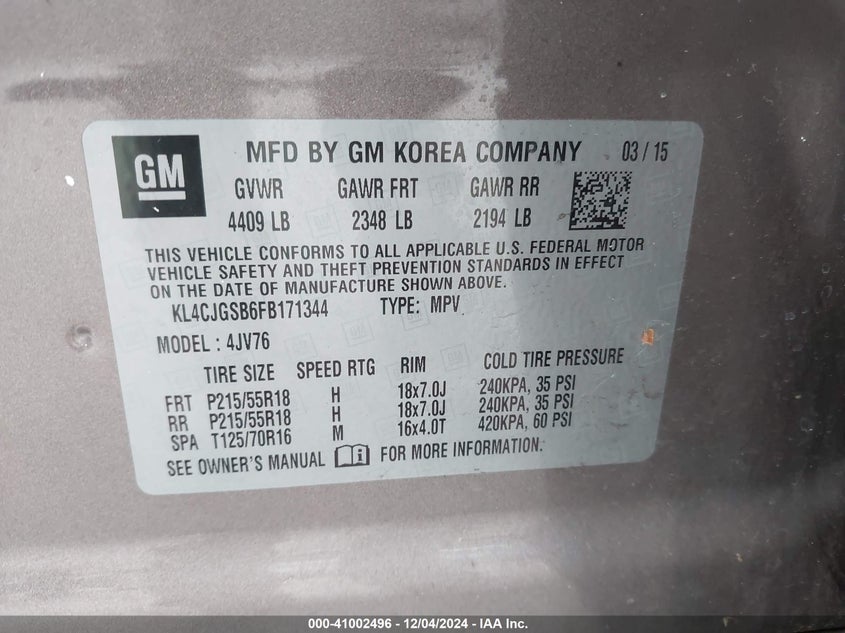 GM MFD BY GM KOREA COMPANY 03 / 15
GVWR GAWR FRT GAWR RR
4409 LB 2348 LB 2194 LB
THIS VEHICLE CONFORMS TO ALL APPLICABLE U.S. FEDERAL MOTOR
VEHICLE SAFETY AND THEFT PREVENTION STANDARDS IN EFFECT
ON THE DATE OF MANUFACTURE SHOWN ABOVE.
KL4CJGSB6FB171344 TYPE: MPV
MODEL : 4JV76
TIRE SIZE SPEED RTG RIM COLD TIRE PRESSURE
FRT P215/55R18 H 18x7.0J 240KPA, 35 PSI
RR P215/55R18 H 18x7.0J 240KPA, 35 PSI
SPA T125/70R16 M 16x4.0T 420KPA, 60 PSI
SEE OWNER'S MANUAL FOR MORE INFORMATION.
000-41002496 - 12/04/2024 - IAA Inc.